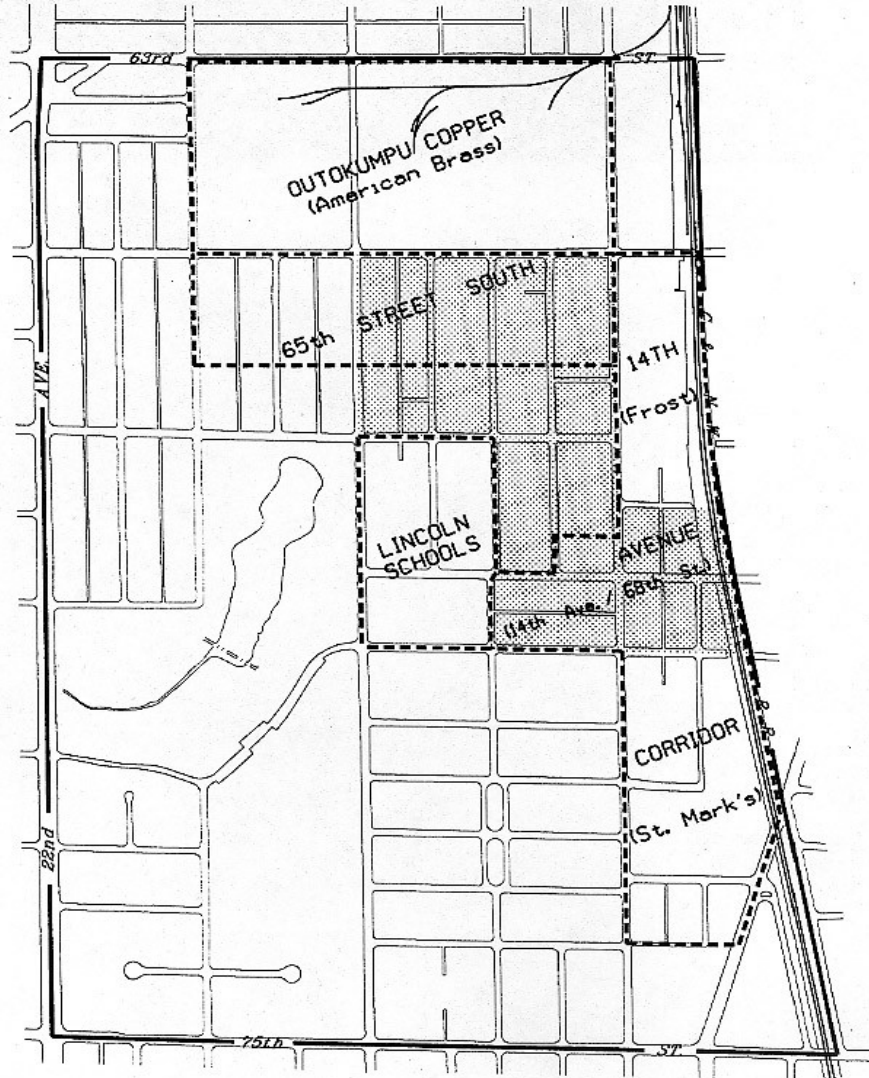 63rd ST.
OUTOKUMPU COPPER
(American Brass)
65th STREET SOUTH
14TH
(Frost)
AVE.
C & N W
LINCOLN
SCHOOLS
AVENUE
(14th Ave. / 68th St.)
CORRIDOR
R R
(St. Mark's)
22nd
75th ST.